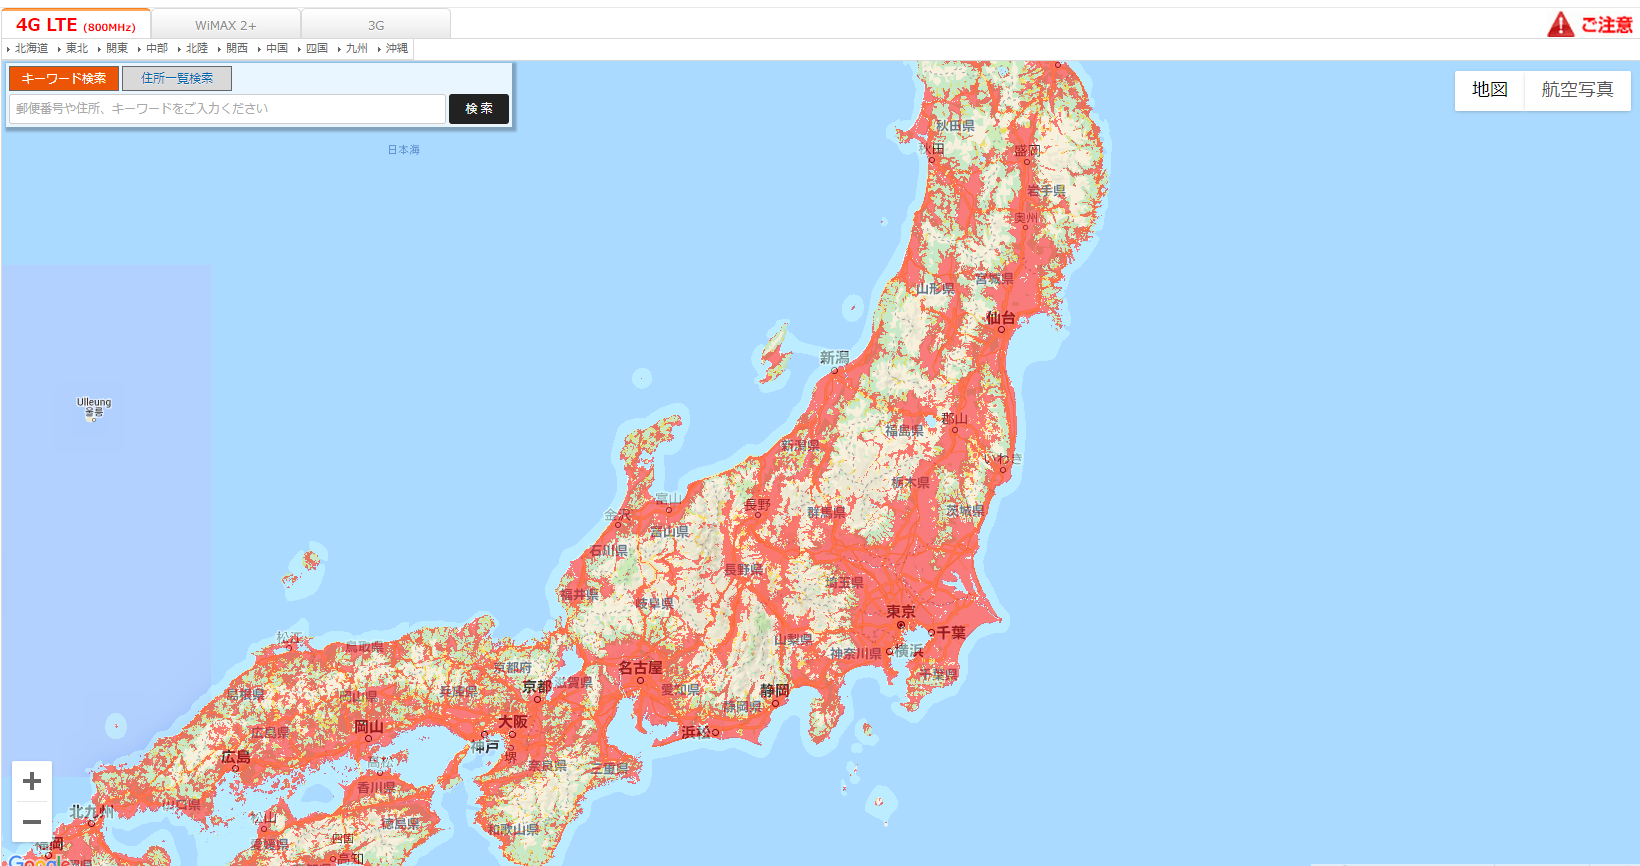 4G LTE (800MHz)
WiMAX 2+
3G
ご注意
北海道 東北 関東 中部 北陸 関西 中国 四国 九州 沖縄
キーワード検索
住所一覧検索
郵便番号や住所、キーワードをご入力ください
検 索
地図
航空写真
日本海
秋田県
秋田
盛岡
岩手県
奥州
宮城県
山形県
仙台
新潟
Ulleung
울릉
郡山
福島県
新潟県
いわき
栃木県
富山
長野
群馬県
茨城県
金沢
富山県
石川県
長野県
埼玉県
福井県
岐阜県
東京
千葉
松江
鳥取県
山梨県
神奈川県
横浜
京都府
名古屋
千葉県
島根県
岡山県
兵庫県
京都
滋賀県
愛知県
静岡
静岡県
大阪
岡山
広島県
浜松
神戸
堺
広島
高松
奈良県
三重県
香川県
山口県
北九州
松山
徳島県
和歌山県
愛媛県
四国
高知
福岡
Google